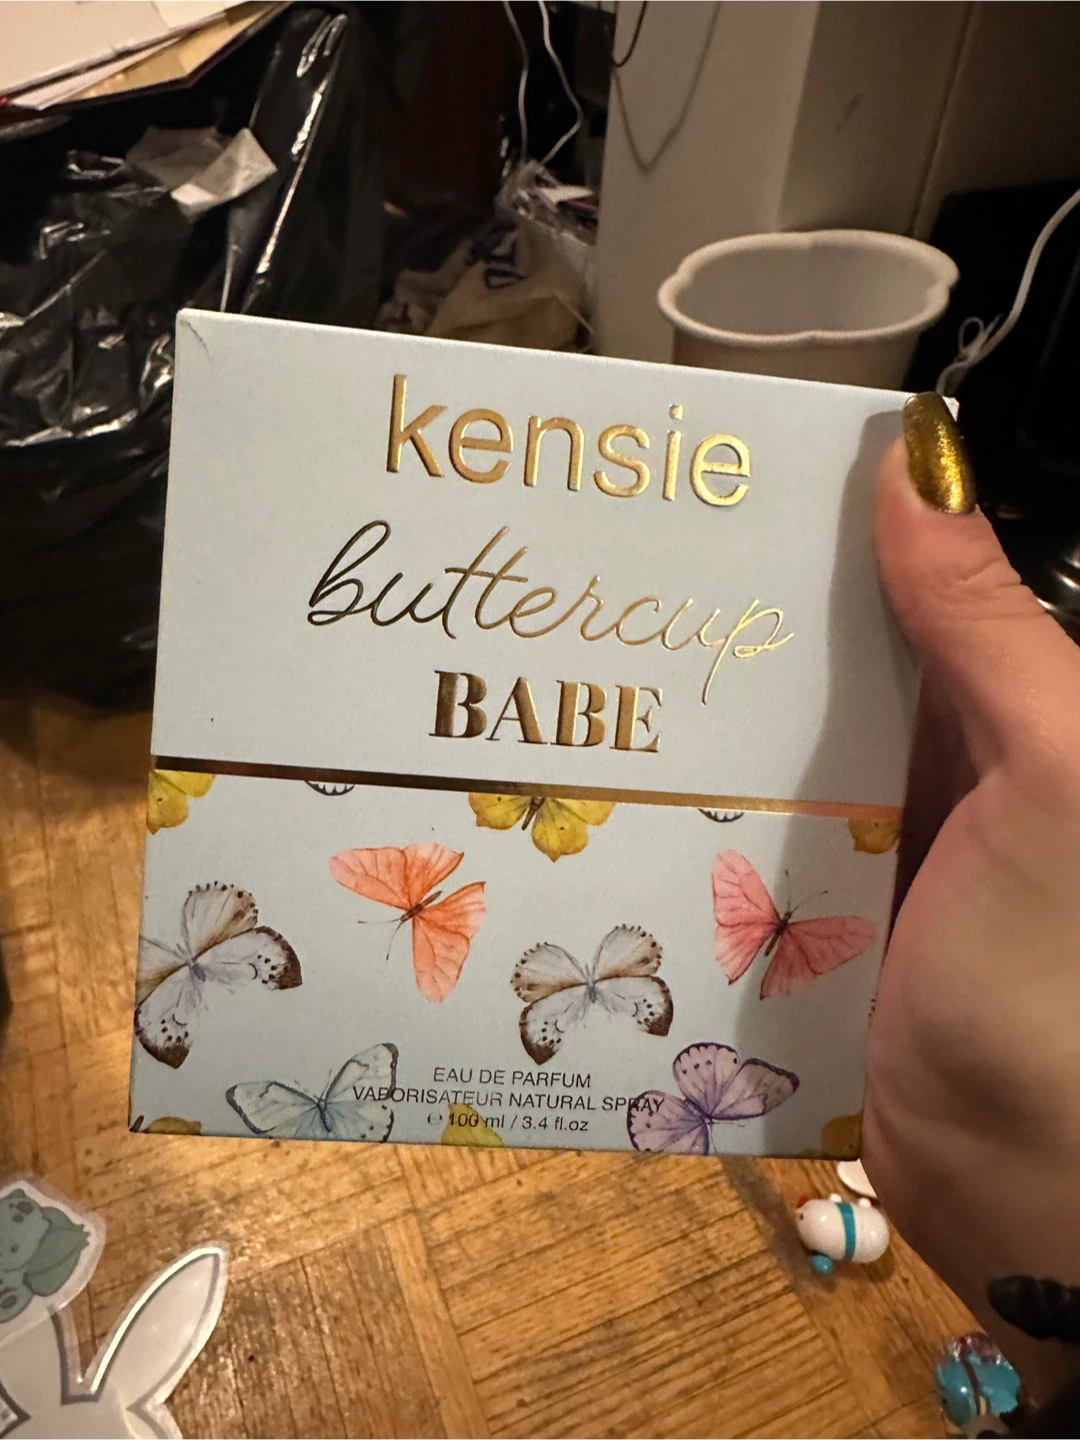 kensie
buttercup
BABE
EAU DE PARFUM
VAPORISATEUR NATURAL SPRAY
℮ 100 ml / 3.4 fl.oz